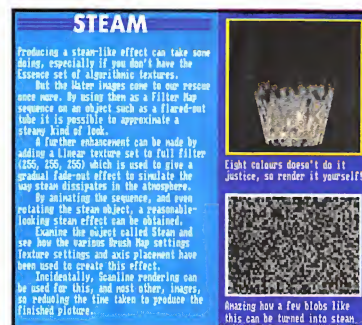 STEAM
Producing a steam-like effect can take some
doing, especially if you don't have the
Essence set of algorithmic textures.
But the Water images come to our rescue
once more. By using them as a Filter Map
sequence on an object such as a flared-out
tube it is possible to approximate a
steamy kind of look.
A further enhancement can be made by
adding a Linear texture set to Full filter
(255, 255, 255) which is used to give a
gradual fade-out effect to simulate the
way steam dissipates in the atmosphere.
By animating the sequence, and even
rotating the steam object, a reasonable-
looking steam effect can be obtained.
Examine the object called Steam and
see how the various Brush Map settings
Texture settings and axis placement have
been used to create this effect.
Incidentally, Scanline rendering can
be used for this, and most other, images,
so reducing the time taken to produce the
finished picture.
Eight colours doesn't do it
justice, so render it yourself!
Amazing how a few blobs like
this can be turned into steam